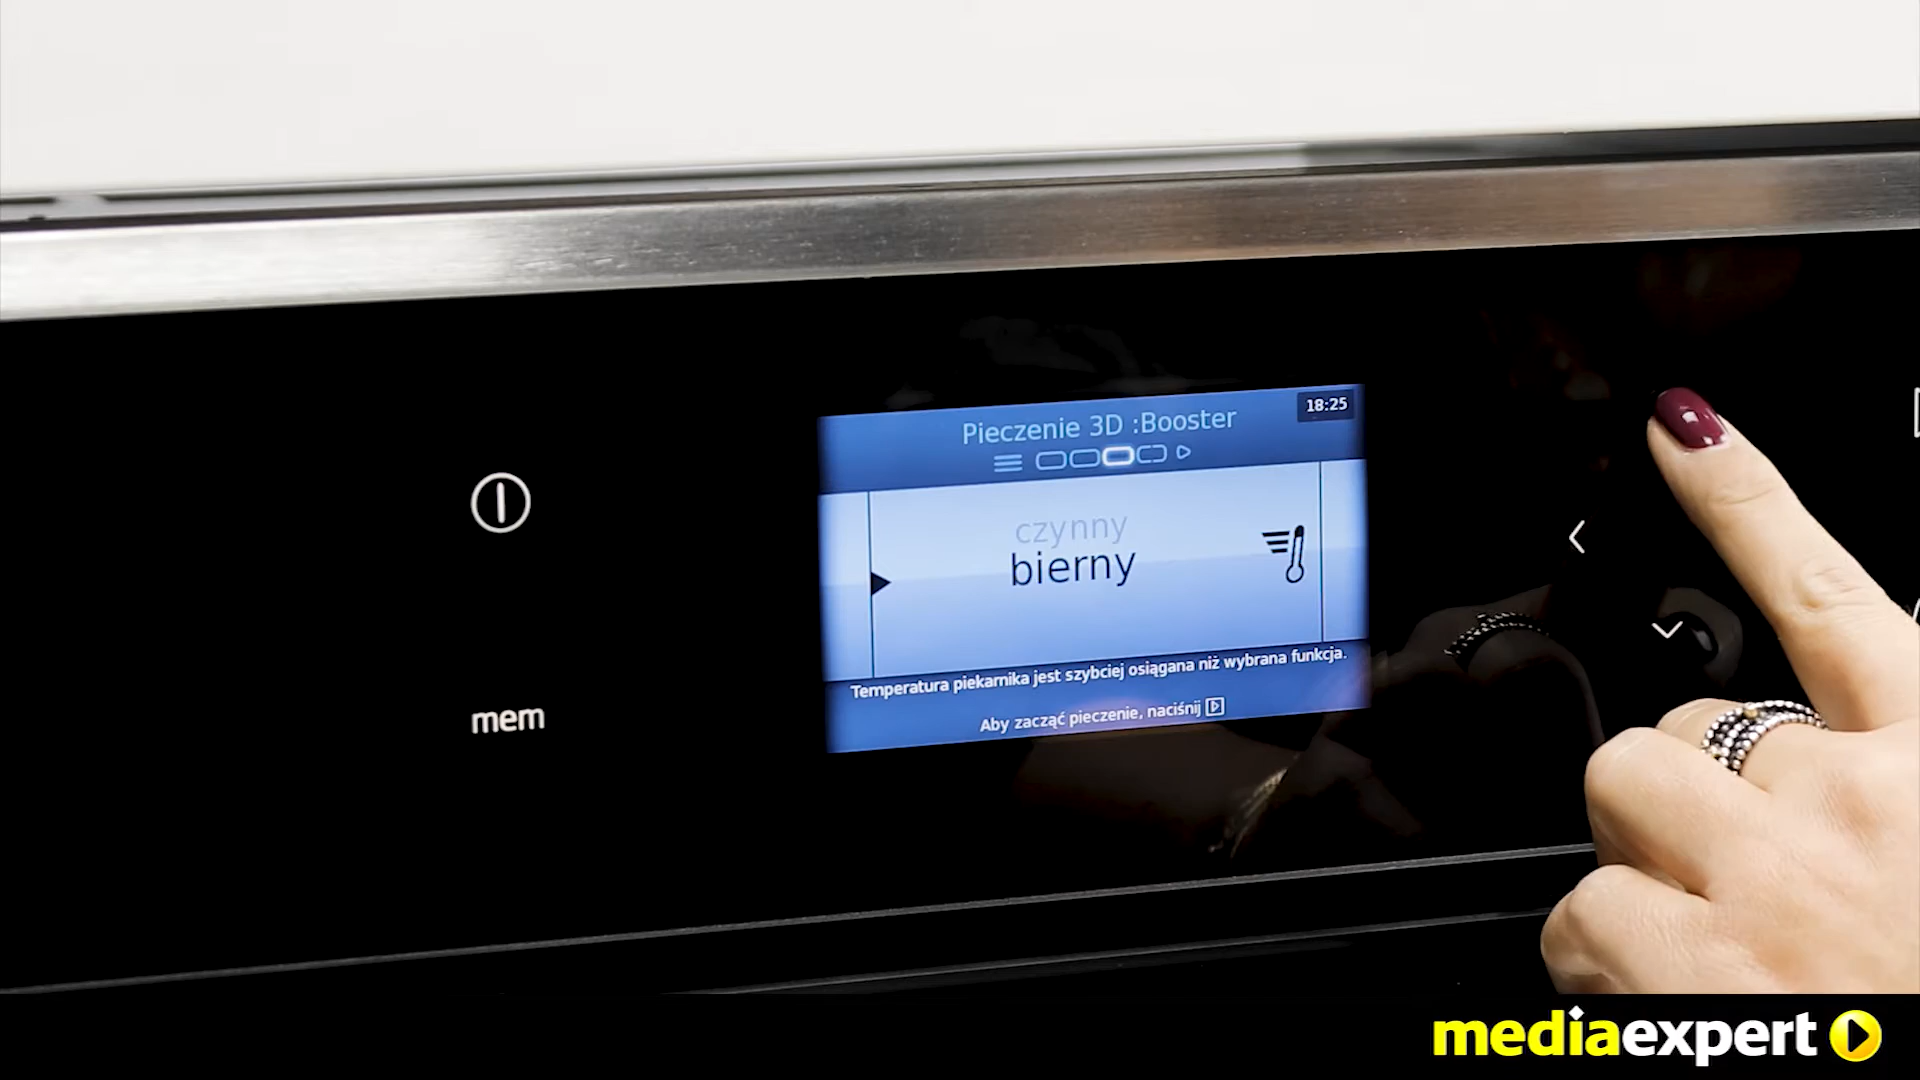 18:25
Pieczenie 3D :Booster
czynny
bierny
Temperatura piekarnika jest szybciej osiągana niż wybrana funkcja.
Aby zacząć pieczenie, naciśnij
mem
mediaexpert